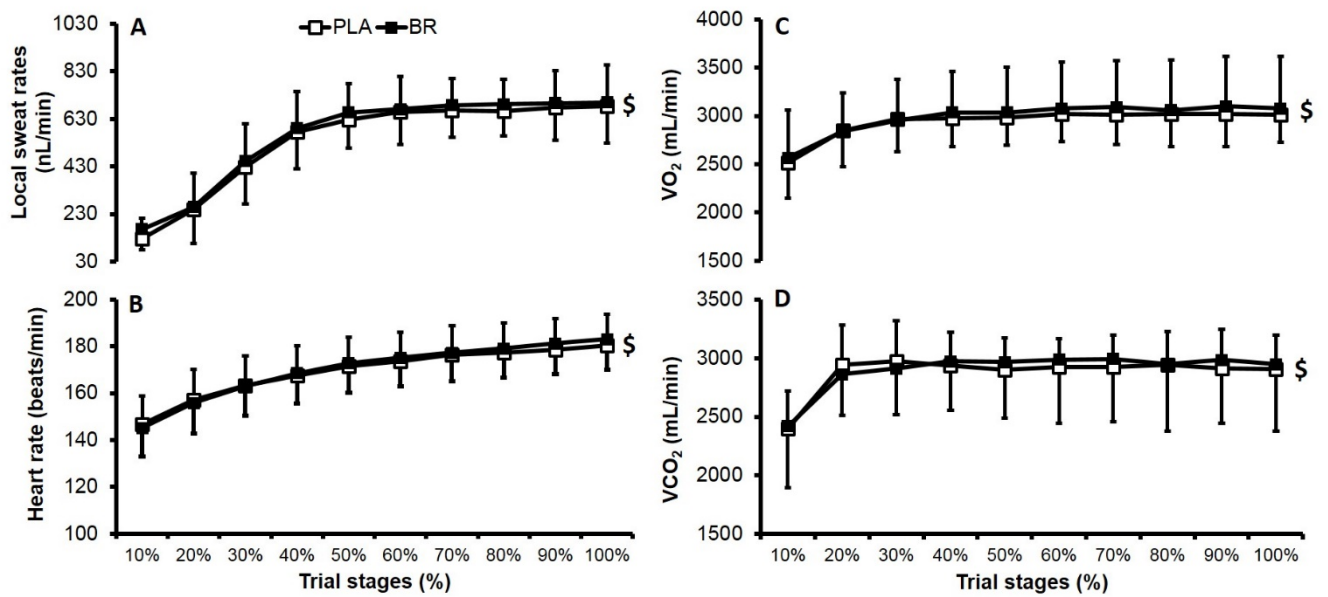 A
PLA BR
1030
830
630
430
230
30
Local sweat rates
(nL/min)
$
B
200
180
160
140
120
100
Heart rate (beats/min)
$
10% 20% 30% 40% 50% 60% 70% 80% 90% 100%
Trial stages (%)
C
4000
3500
3000
2500
2000
1500
VO₂ (mL/min)
$
D
3500
3000
2500
2000
1500
VCO₂ (mL/min)
$
10% 20% 30% 40% 50% 60% 70% 80% 90% 100%
Trial stages (%)